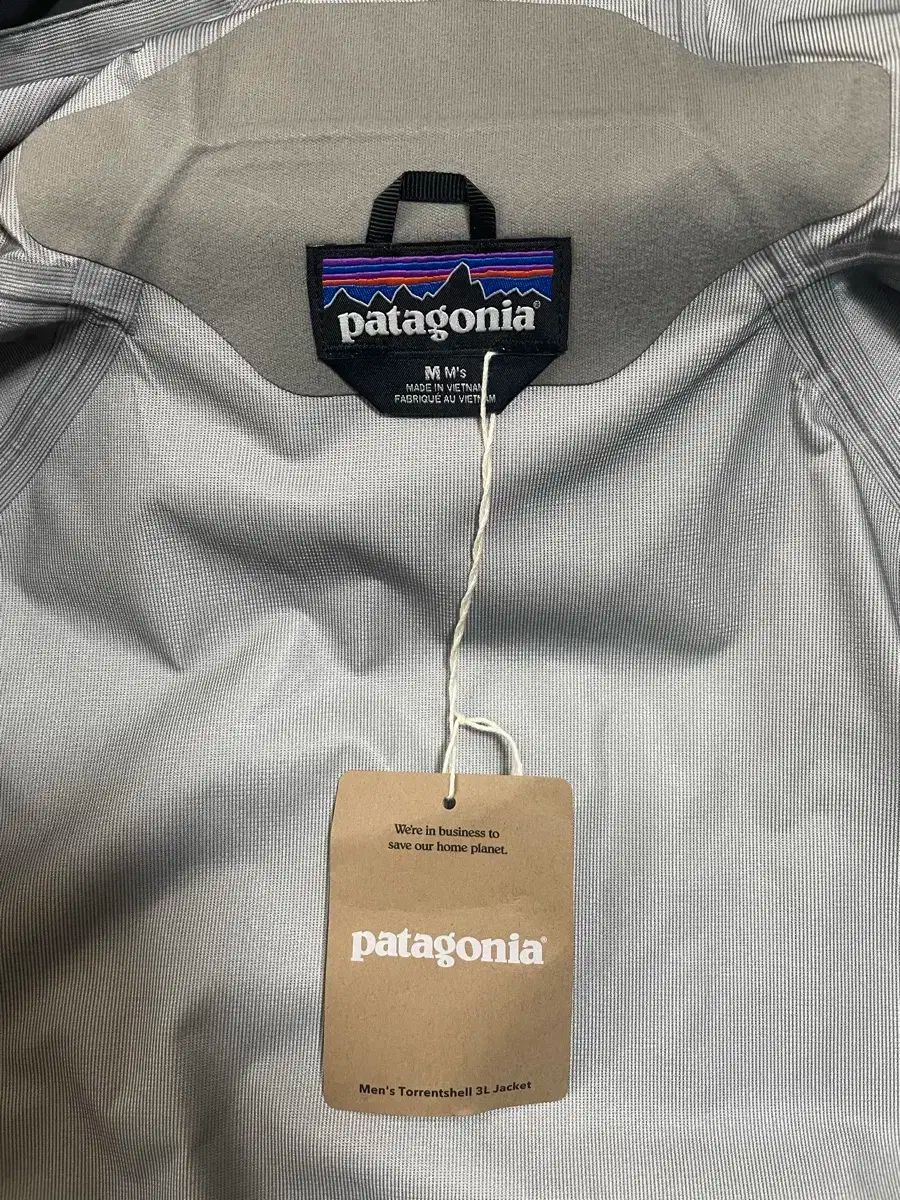 patagonia®
M M's
MADE IN VIETNAM
FABRIQUÉ AU VIETNAM
We're in business to
save our home planet.
patagonia®
Men's Torrentshell 3L Jacket